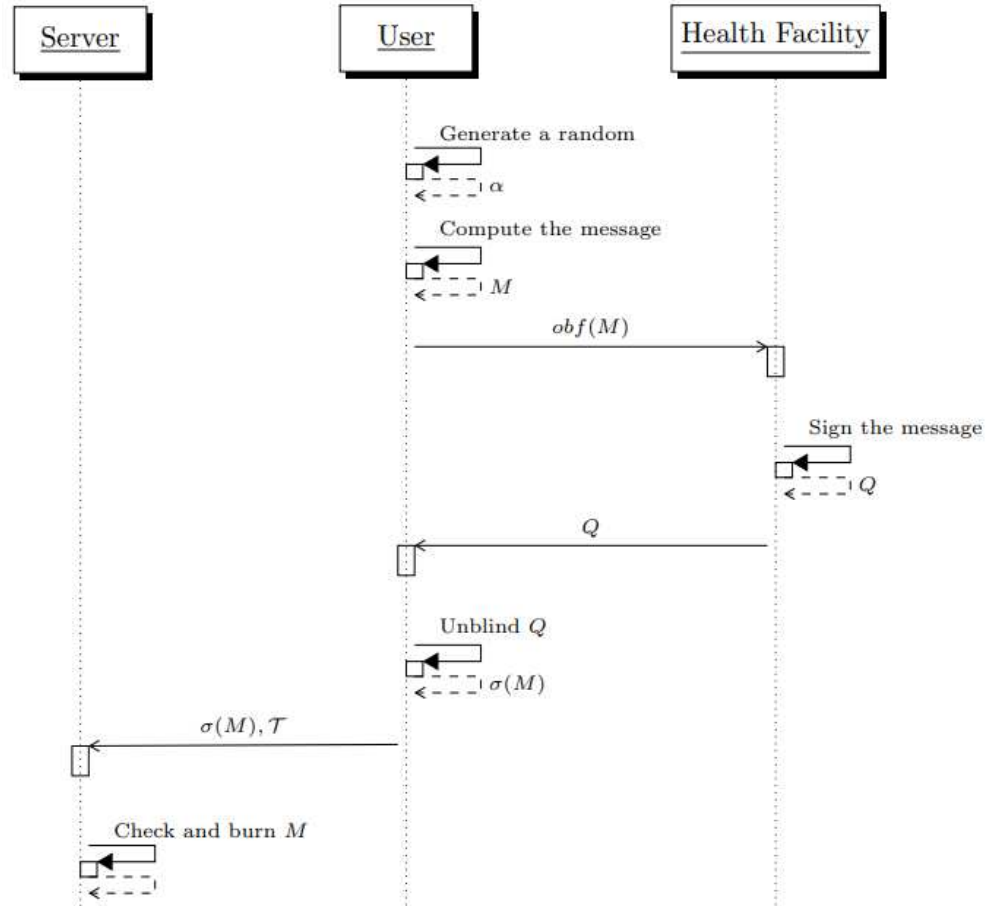 Server
User
Health Facility
Generate a random
α
Compute the message
M
obf(M)
Sign the message
Q
Q
Unblind Q
σ(M)
σ(M), 𝒯
Check and burn M